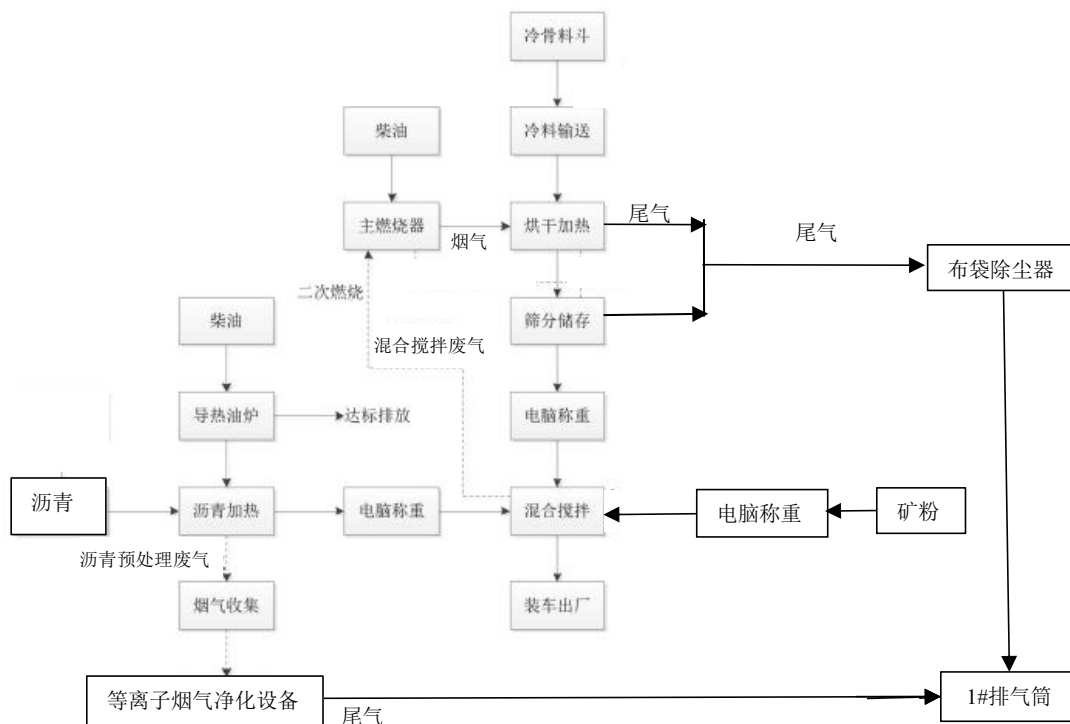 冷骨料斗
柴油
冷料输送
主燃烧器
烟气
烘干加热
尾气
尾气
布袋除尘器
二次燃烧
柴油
筛分储存
混合搅拌废气
导热油炉
达标排放
电脑称重
沥青
沥青加热
电脑称重
混合搅拌
电脑称重
矿粉
沥青预处理废气
烟气收集
装车出厂
等离子烟气净化设备
尾气
1#排气筒